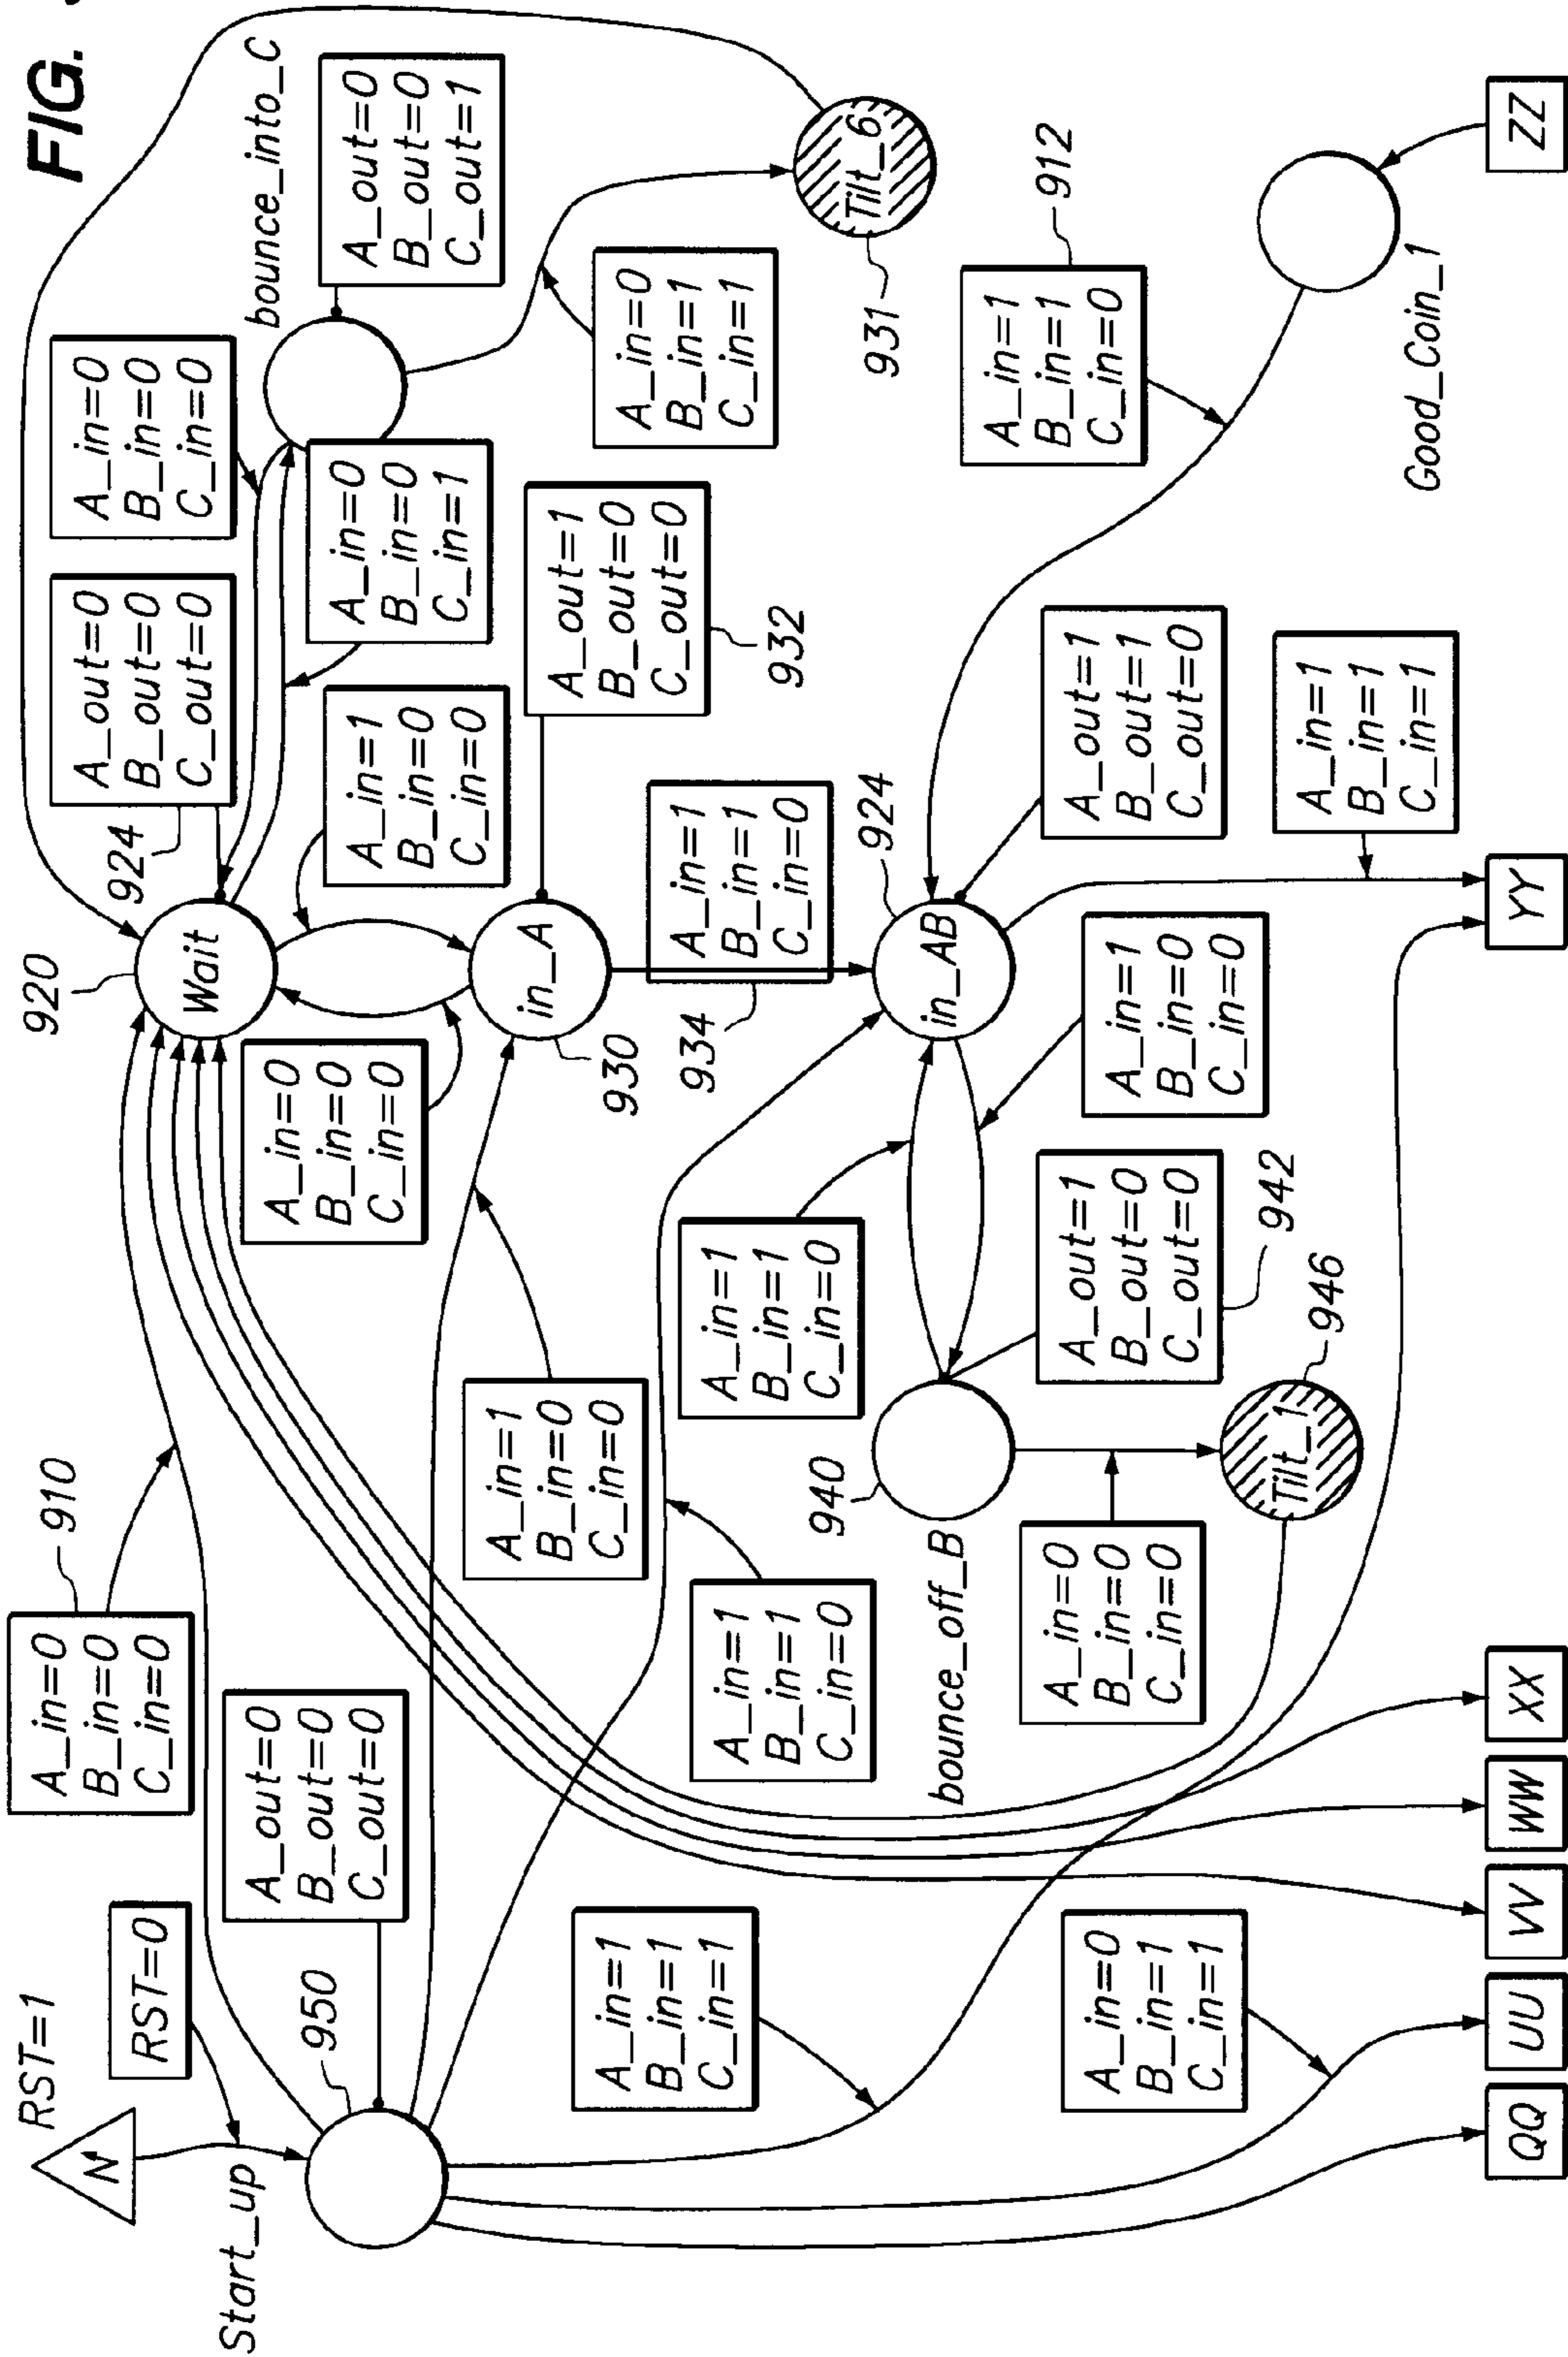 FIG.
RST=1
RST=0
Start_up
950
A_out=0
B_out=0
C_out=0
A_in=0
B_in=0
C_in=0
910
920
Wait
924
A_out=0
B_out=0
C_out=0
A_in=0
B_in=0
C_in=0
bounce_into_C
A_out=0
B_out=0
C_out=1
A_in=0
B_in=0
C_in=0
A_in=1
B_in=0
C_in=0
A_in=0
B_in=0
C_in=1
A_in=1
B_in=0
C_in=0
930
in_A
A_out=1
B_out=0
C_out=0
932
A_in=0
B_in=1
C_in=1
Tilt_6
931
A_in=1
B_in=1
C_in=1
A_in=1
B_in=1
C_in=0
A_in=1
B_in=1
C_in=0
934
A_in=1
B_in=1
C_in=0
940
bounce_off_B
in_AB
924
A_in=1
B_in=1
C_in=0
912
A_in=0
B_in=1
C_in=1
A_in=0
B_in=0
C_in=0
A_out=1
B_out=0
C_out=0
942
A_in=1
B_in=0
C_in=0
A_out=1
B_out=1
C_out=0
Tilt_1
946
A_in=1
B_in=1
C_in=1
Good_Coin_1
QQ
UU
VV
WW
XX
YY
ZZ